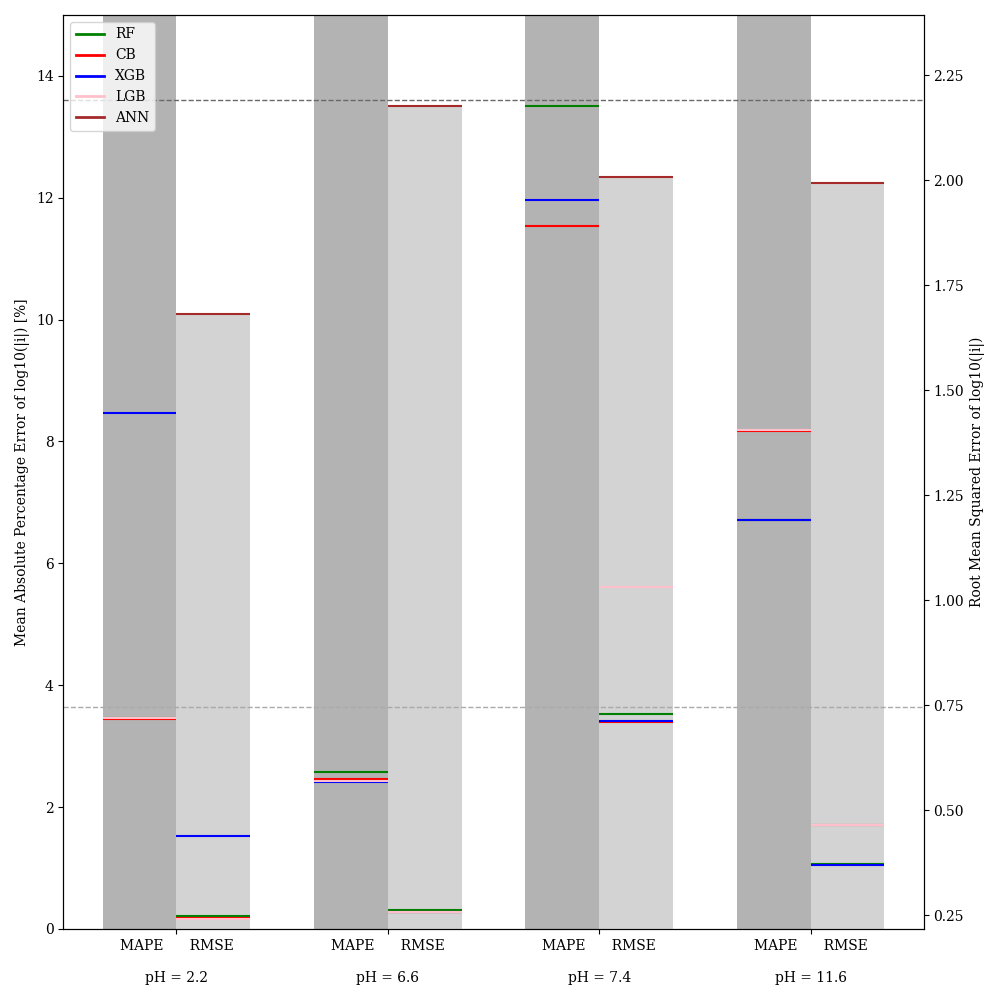 RF
CB
XGB
LGB
ANN
Mean Absolute Percentage Error of log10(|i|) [%]
14
12
10
8
6
4
2
0
2.25
2.00
1.75
1.50
1.25
1.00
0.75
0.50
0.25
Root Mean Squared Error of log10(|i|)
MAPE RMSE MAPE RMSE MAPE RMSE MAPE RMSE
pH = 2.2 pH = 6.6 pH = 7.4 pH = 11.6